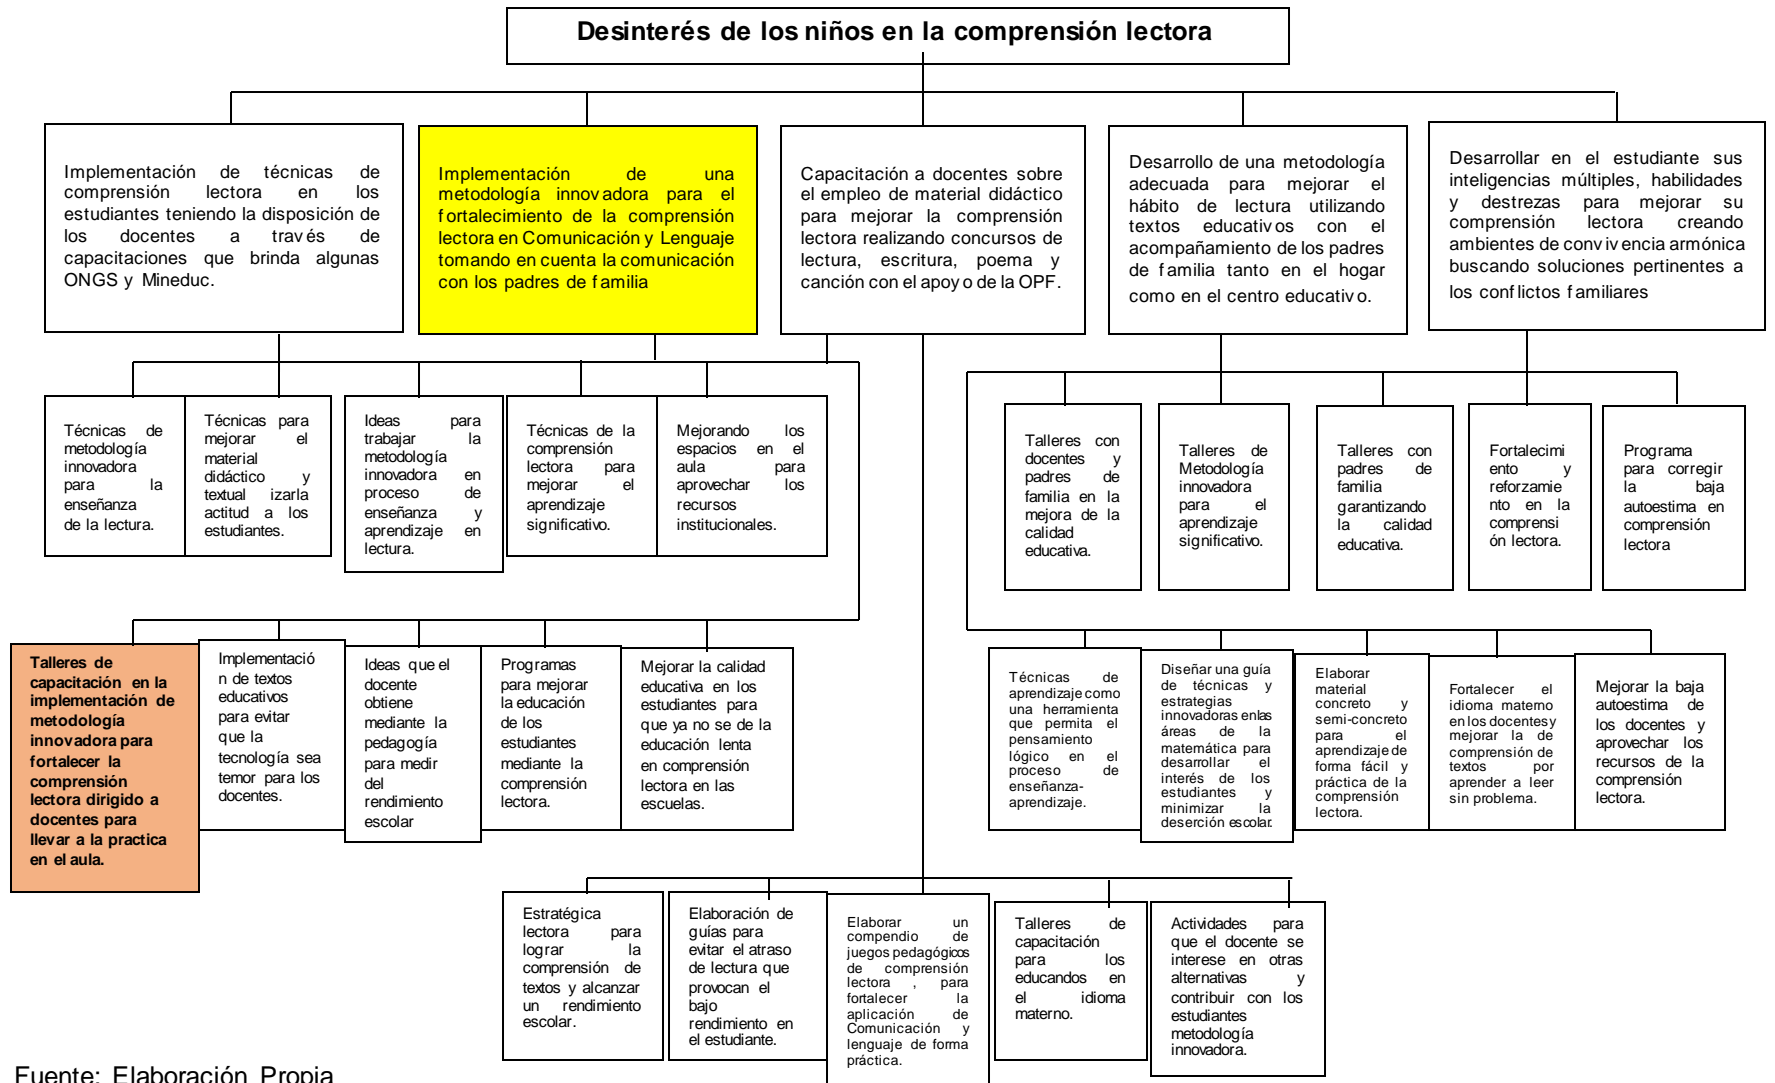 Desinterés de los niños en la comprensión lectora
Implementación de técnicas de
comprensión lectora en los
estudiantes teniendo la disposición de
los docentes a través de
capacitaciones que brinda algunas
ONGS y Mineduc.
Implementación de una
metodología innovadora para el
fortalecimiento de la comprensión
lectora en Comunicación y Lenguaje
tomando en cuenta la comunicación
con los padres de familia
Capacitación a docentes sobre
el empleo de material didáctico
para mejorar la comprensión
lectora realizando concursos de
lectura, escritura, poema y
canción con el apoyo de la OPF.
Desarrollo de una metodología
adecuada para mejorar el
hábito de lectura utilizando
textos educativos con el
acompañamiento de los padres
de familia tanto en el hogar
como en el centro educativo.
Desarrollar en el estudiante sus
inteligencias múltiples, habilidades
y destrezas para mejorar su
comprensión lectora creando
ambientes de convivencia armónica
buscando soluciones pertinentes a
los conflictos familiares
Técnicas de
metodología
innovadora
para la
enseñanza
de la lectura.
Técnicas para
mejorar el
material
didáctico y
textual izarla
actitud a los
estudiantes.
Ideas para
trabajar la
metodología
innovadora en
proceso de
enseñanza y
aprendizaje en
lectura.
Técnicas de la
comprensión
lectora para
mejorar el
aprendizaje
significativo.
Mejorando los
espacios en el
aula para
aprovechar los
recursos
institucionales.
Talleres con
docentes y
padres de
familia en la
mejora de la
calidad
educativa.
Talleres de
Metodología
innovadora
para el
aprendizaje
significativo.
Talleres con
padres de
familia
garantizando
la calidad
educativa.
Fortalecimi
ento y
reforzamie
nto en la
comprensi
ón lectora.
Programa
para corregir
la baja
autoestima en
comprensión
lectora
Talleres de
capacitación en la
implementación de
metodología
innovadora para
fortalecer la
comprensión
lectora dirigido a
docentes para
llevar a la practica
en el aula.
Implementació
n de textos
educativos
para evitar
que la
tecnología sea
temor para los
docentes.
Ideas que el
docente
obtiene
mediante la
pedagogía
para medir
del
rendimiento
escolar
Programas
para mejorar
la educación
de los
estudiantes
mediante la
comprensión
lectora.
Mejorar la calidad
educativa en los
estudiantes para
que ya no se de la
educación lenta
en comprensión
lectora en las
escuelas.
Técnicas de
aprendizaje como
una herramienta
que permita el
pensamiento
lógico en el
proceso de
enseñanza-
aprendizaje.
Diseñar una guía
de técnicas y
estrategias
innovadoras enlas
áreas de la
matemática para
desarrollar el
interés de los
estudiantes y
minimizar la
deserción escolar.
Elaborar
material
concreto y
semi-concreto
para el
aprendizaje de
forma fácil y
práctica de la
comprensión
lectora.
Fortalecer el
idioma materno
en los docentes y
mejorar la de
comprensión de
textos por
aprender a leer
sin problema.
Mejorar la baja
autoestima de
los docentes y
aprovechar los
recursos de la
comprensión
lectora.
Estratégica
lectora para
lograr la
comprensión de
textos y alcanzar
un rendimiento
escolar.
Elaboración de
guías para
evitar el atraso
de lectura que
provocan el
bajo
rendimiento en
el estudiante.
Elaborar un
compendio de
juegos pedagógicos
de comprensión
lectora , para
fortalecer la
aplicación de
Comunicación y
lenguaje de forma
práctica.
Talleres de
capacitación
para los
educandos en
el idioma
materno.
Actividades para
que el docente se
interese en otras
alternativas y
contribuir con los
estudiantes
metodología
innovadora.
Fuente: Elaboración Propia